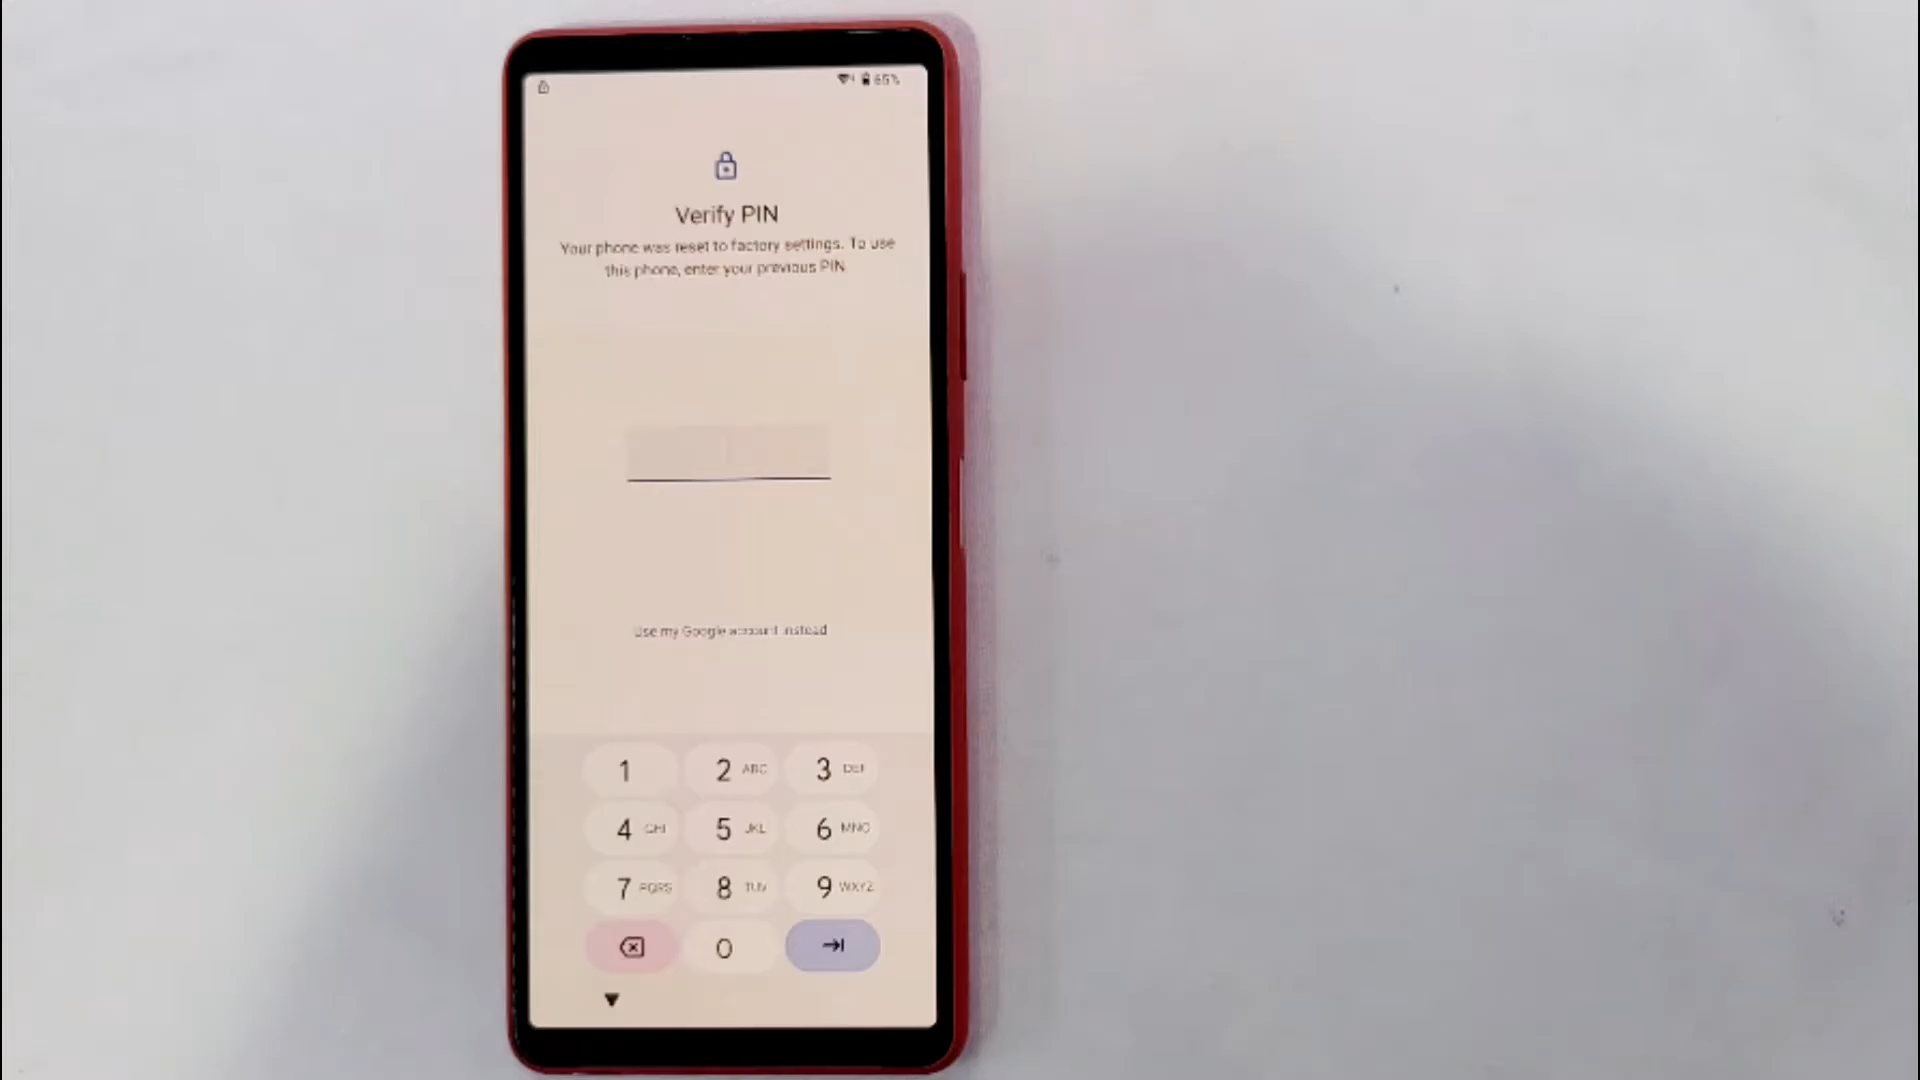 65%
Verify PIN
Your phone was reset to factory settings. To use
this phone, enter your previous PIN
Use my Google account instead
1
2 ABC
3 DEF
4 GHI
5 JKL
6 MNO
7 PQRS
8 TUV
9 WXYZ
0